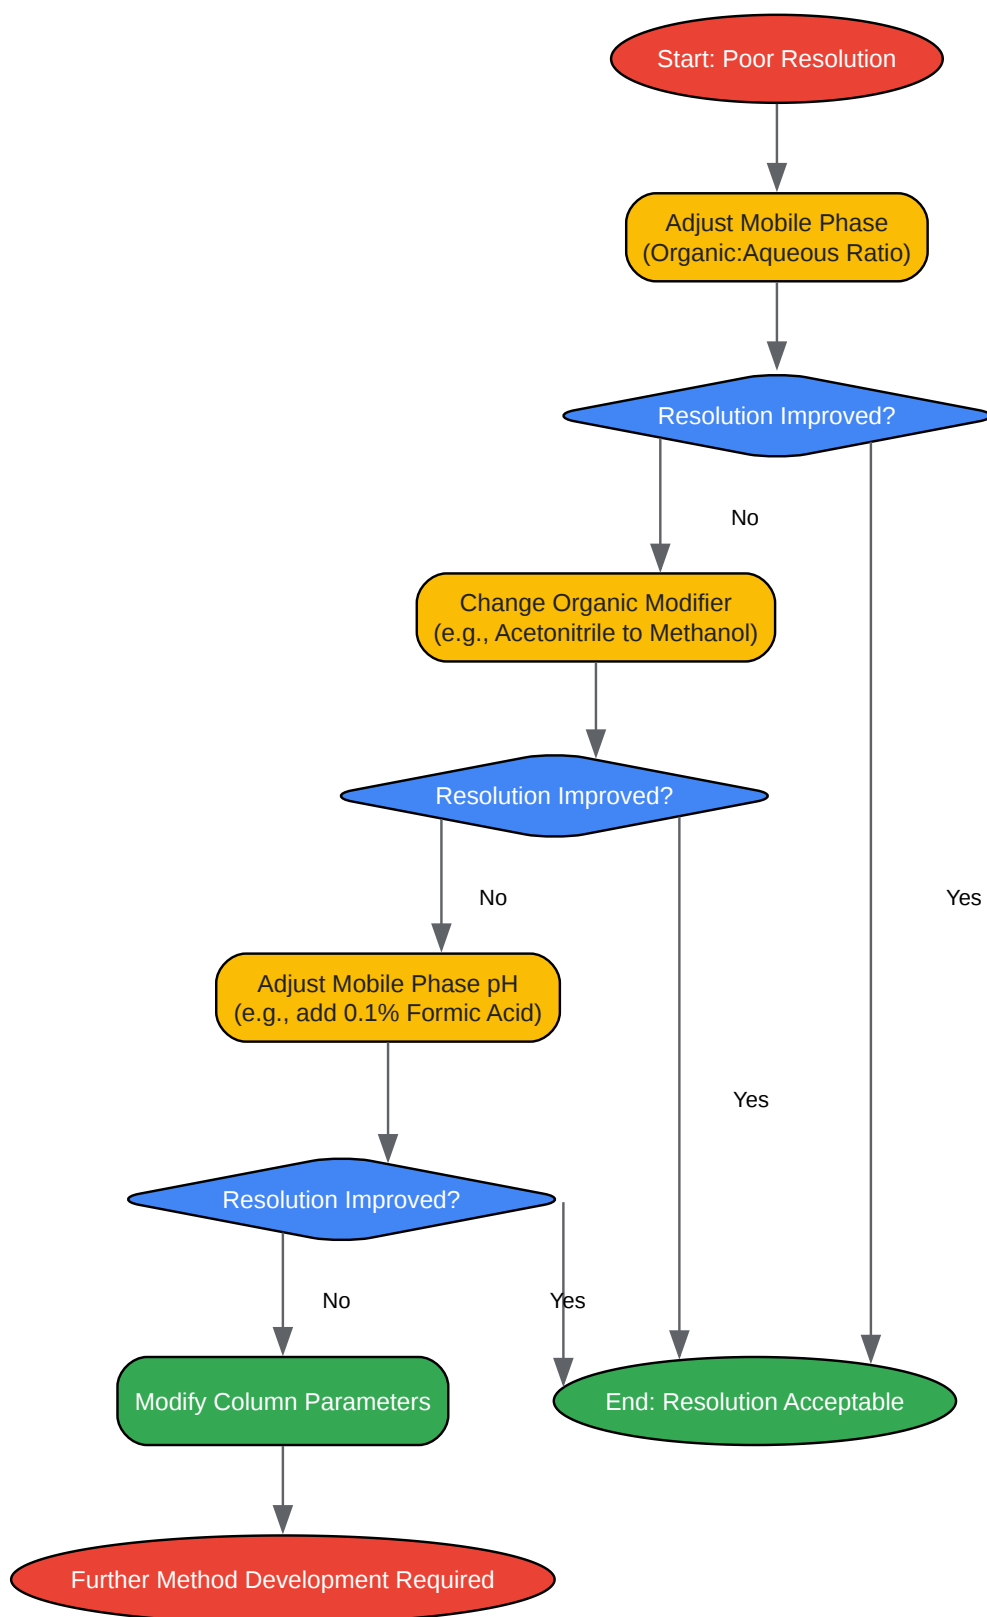 Start: Poor Resolution
Adjust Mobile Phase
(Organic:Aqueous Ratio)
Resolution Improved?
No
Change Organic Modifier
(e.g., Acetonitrile to Methanol)
Resolution Improved?
No
Yes
Adjust Mobile Phase pH
(e.g., add 0.1% Formic Acid)
Yes
Resolution Improved?
No
Yes
Modify Column Parameters
End: Resolution Acceptable
Further Method Development Required